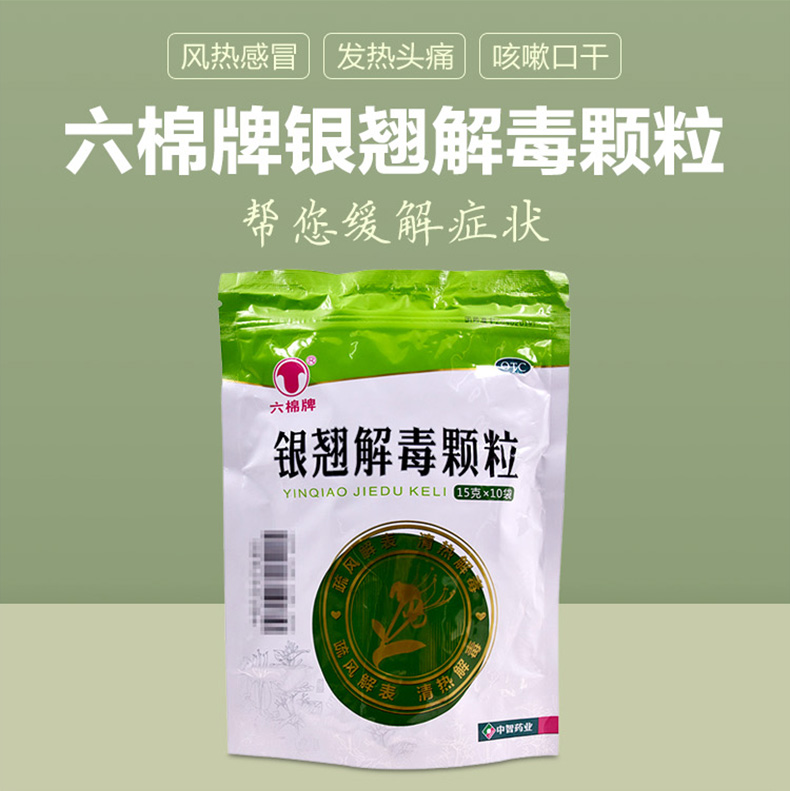 风热感冒 发热头痛 咳嗽口干
六棉牌银翘解毒颗粒
帮您缓解症状
OTC
六棉牌
银翘解毒颗粒
YINQIAO JIEDU KELI 15克×10袋
疏风解表 清热解毒
疏风解表 清热解毒
中智药业